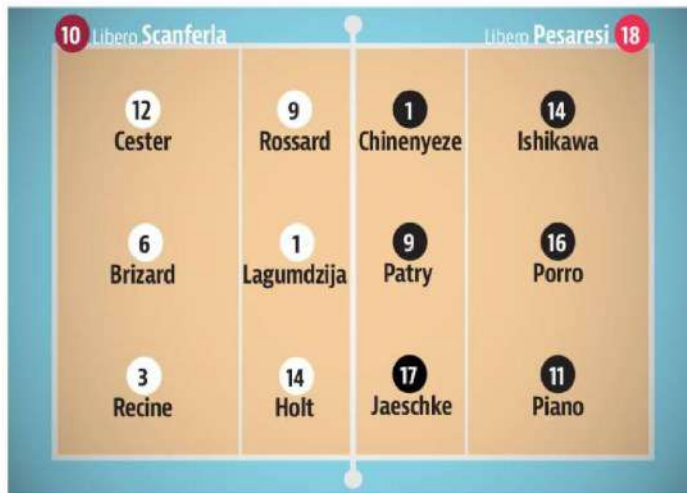 10 Libero Scanferla
Libero Pesaresi 18
12
Cester
9
Rossard
1
Chinenyeze
14
Ishikawa
6
Brizard
1
Lagumdzija
9
Patry
16
Porro
3
Recine
14
Holt
17
Jaeschke
11
Piano